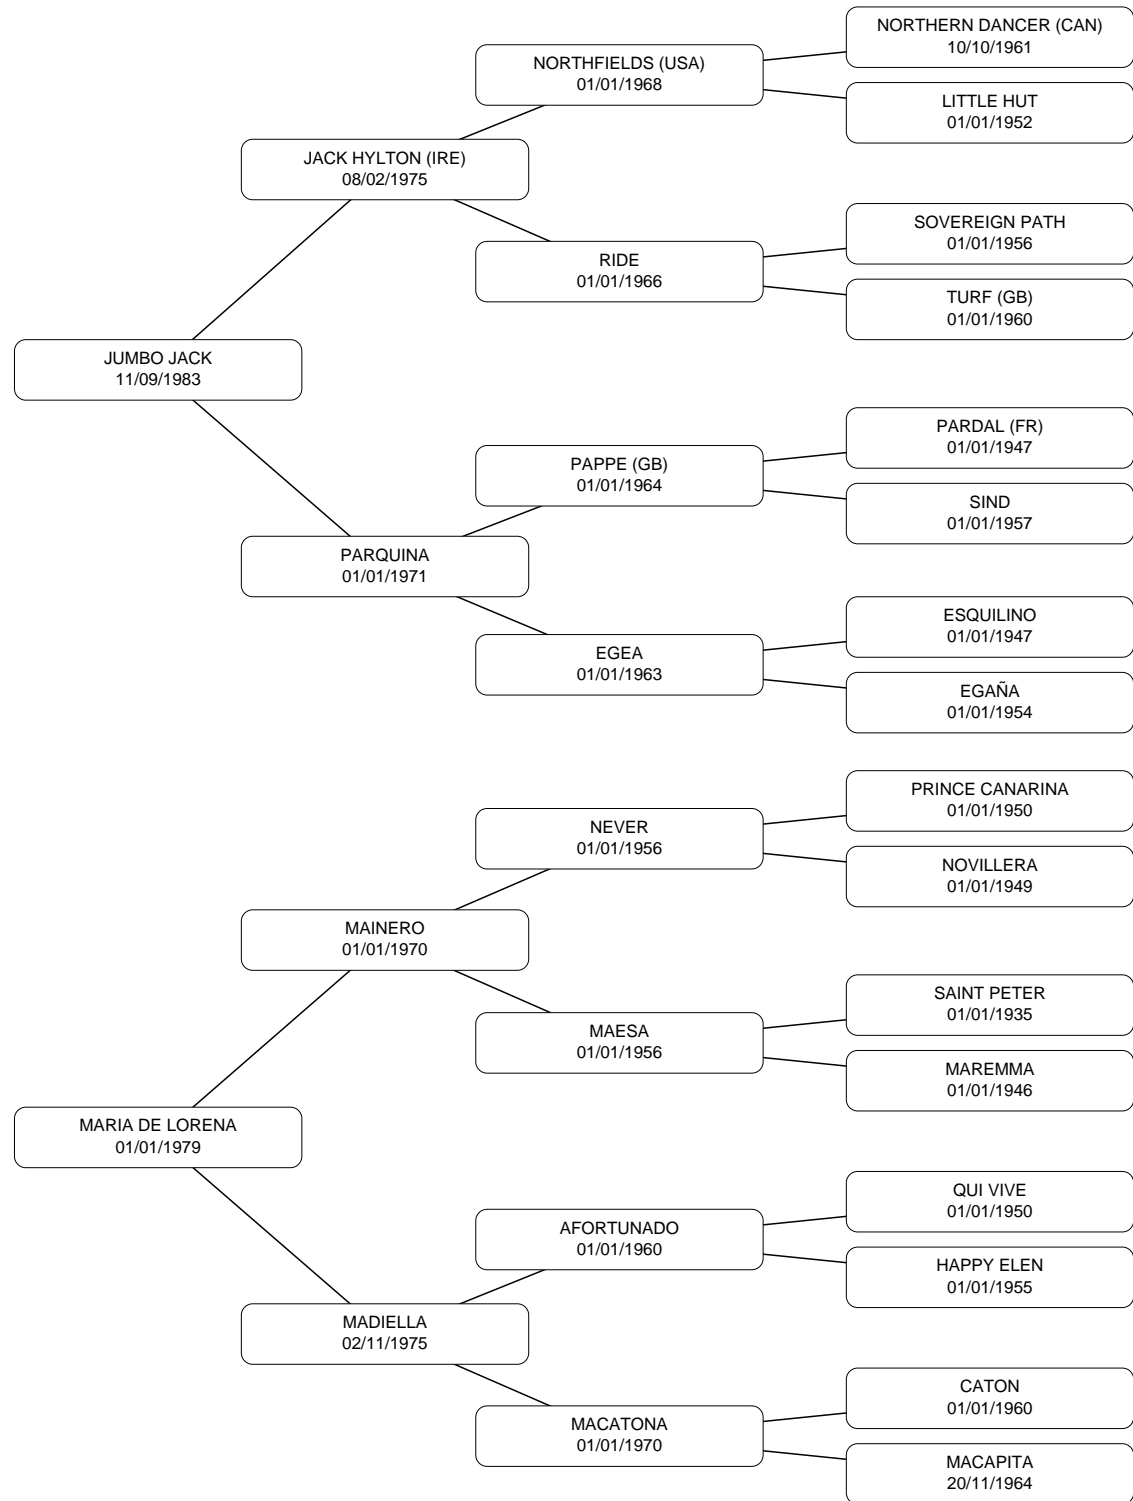 NORTHERN DANCER (CAN)
10/10/1961
NORTHFIELDS (USA)
01/01/1968
LITTLE HUT
01/01/1952
JACK HYLTON (IRE)
08/02/1975
SOVEREIGN PATH
01/01/1956
RIDE
01/01/1966
TURF (GB)
01/01/1960
JUMBO JACK
11/09/1983
PARDAL (FR)
01/01/1947
PAPPE (GB)
01/01/1964
SIND
01/01/1957
PARQUINA
01/01/1971
ESQUILINO
01/01/1947
EGEA
01/01/1963
EGAÑA
01/01/1954
PRINCE CANARINA
01/01/1950
NEVER
01/01/1956
NOVILLERA
01/01/1949
MAINERO
01/01/1970
SAINT PETER
01/01/1935
MAESA
01/01/1956
MAREMMA
01/01/1946
MARIA DE LORENA
01/01/1979
QUI VIVE
01/01/1950
AFORTUNADO
01/01/1960
HAPPY ELEN
01/01/1955
MADIELLA
02/11/1975
CATON
01/01/1960
MACATONA
01/01/1970
MACAPITA
20/11/1964